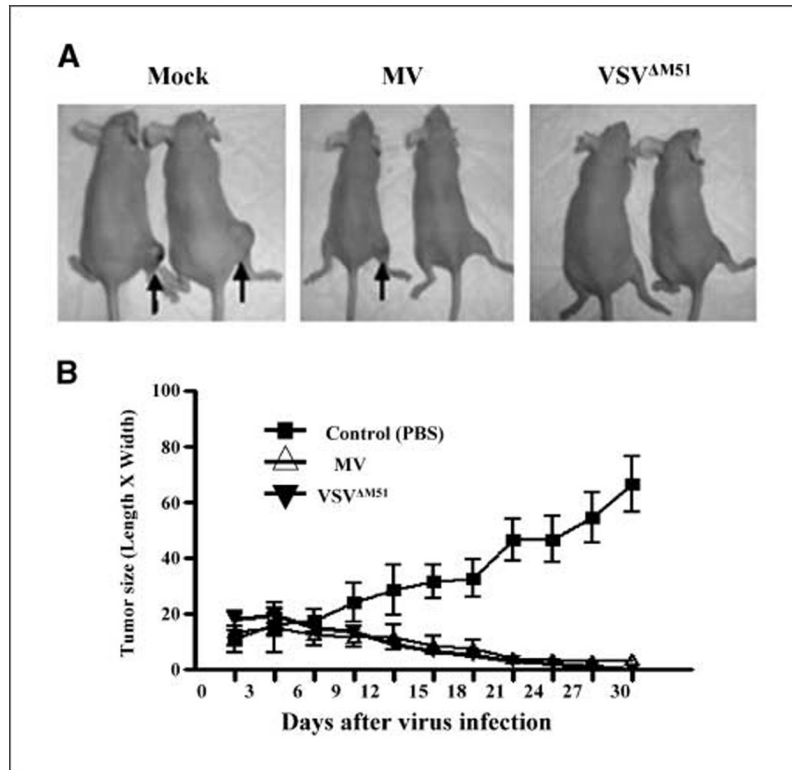 A
Mock MV VSVΔM51
B
100
80
60
40
20
0
Tumor size (Length X Width)
Control (PBS)
MV
VSVΔM51
0 3 6 9 12 15 18 21 24 27 30
Days after virus infection